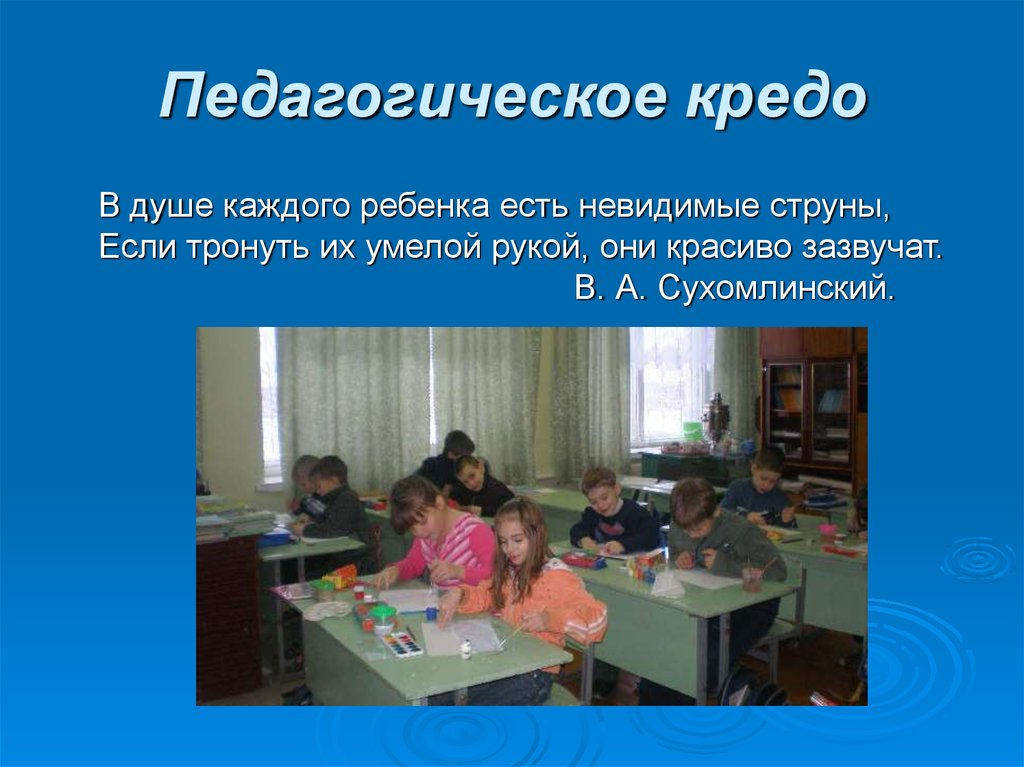 Педагогическое кредо
В душе каждого ребенка есть невидимые струны,
Если тронуть их умелой рукой, они красиво зазвучат.
В. А. Сухомлинский.